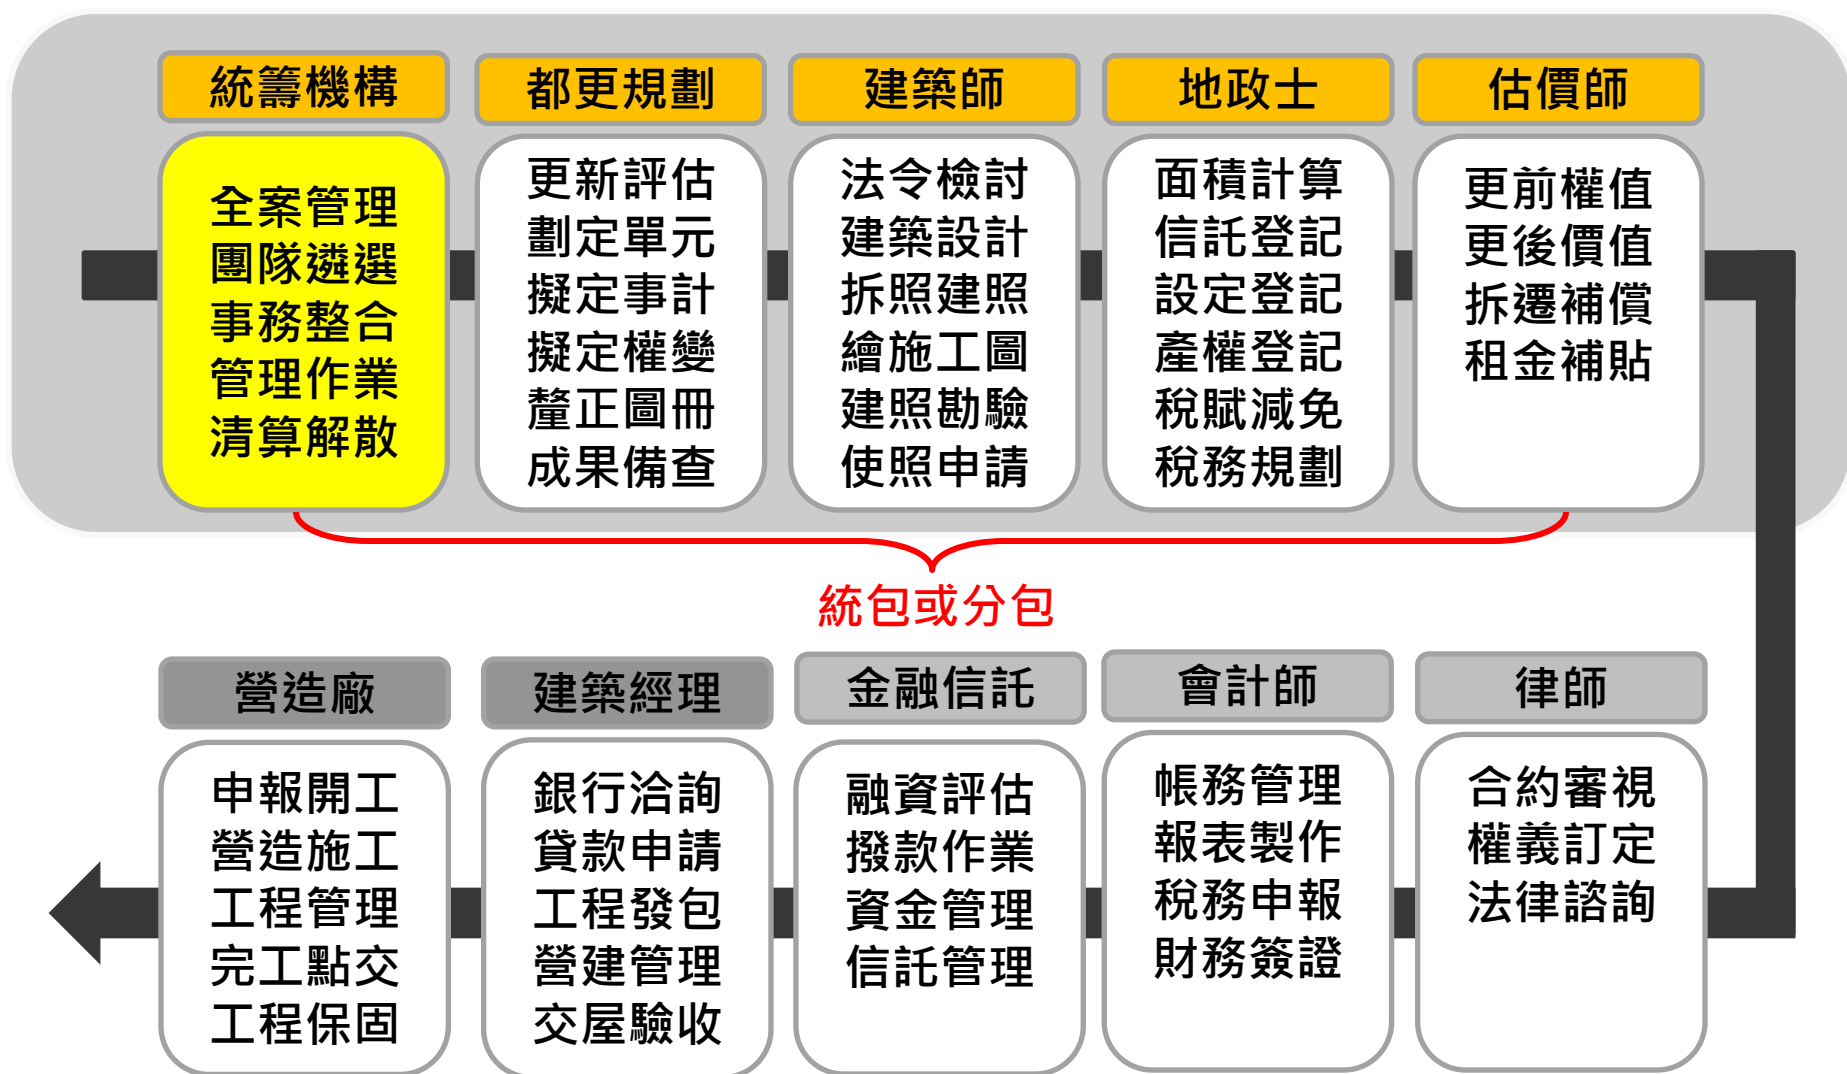 統籌機構
全案管理
團隊遴選
事務整合
管理作業
清算解散
都更規劃
更新評估
劃定單元
擬定事計
擬定權變
釐正圖冊
成果備查
建築師
法令檢討
建築設計
拆照建照
繪施工圖
建照勘驗
使照申請
地政士
面積計算
信託登記
設定登記
產權登記
稅賦減免
稅務規劃
估價師
更前權值
更後價值
拆遷補償
租金補貼
統包或分包
律師
合約審視
權義訂定
法律諮詢
會計師
帳務管理
報表製作
稅務申報
財務簽證
金融信託
融資評估
撥款作業
資金管理
信託管理
建築經理
銀行洽詢
貸款申請
工程發包
營建管理
交屋驗收
營造廠
申報開工
營造施工
工程管理
完工點交
工程保固